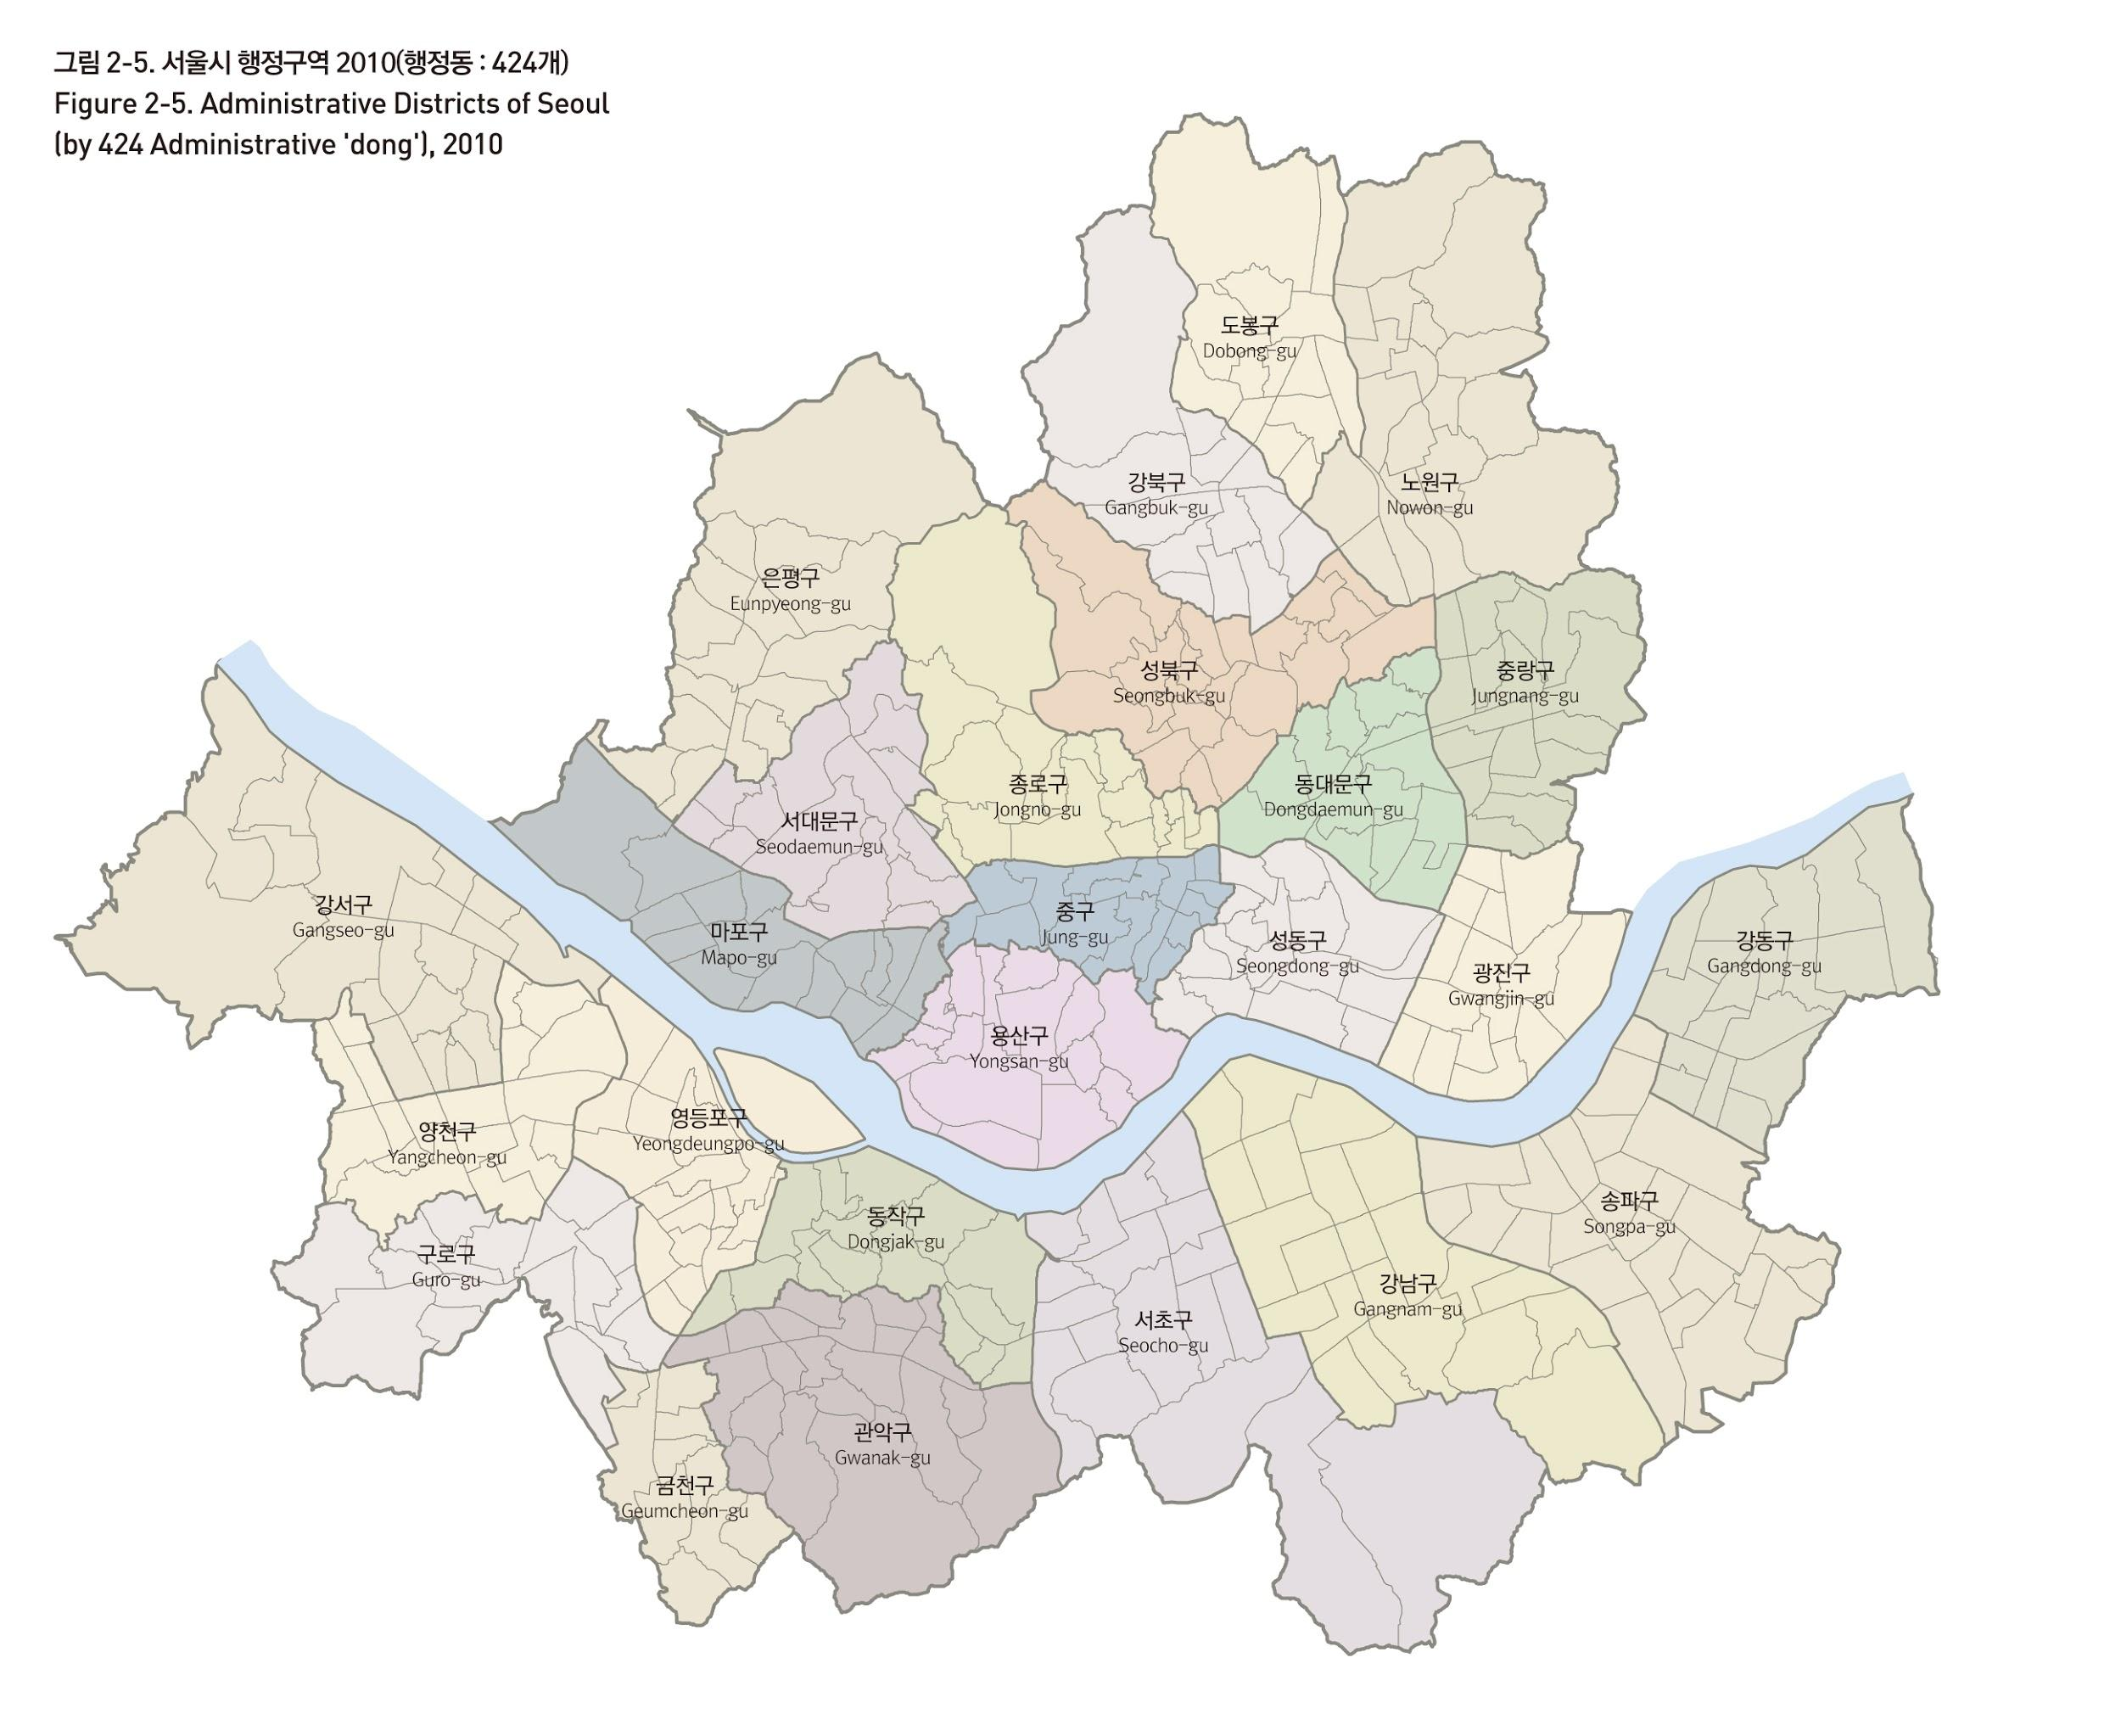 그림 2-5. 서울시 행정구역 2010(행정동 : 424개)
Figure 2-5. Administrative Districts of Seoul
(by 424 Administrative 'dong'), 2010
도봉구
Dobong-gu
강북구
Gangbuk-gu
노원구
Nowon-gu
은평구
Eunpyeong-gu
성북구
Seongbuk-gu
중랑구
Jungnang-gu
종로구
Jongno-gu
동대문구
Dongdaemun-gu
서대문구
Seodaemun-gu
강서구
Gangseo-gu
마포구
Mapo-gu
중구
Jung-gu
성동구
Seongdong-gu
광진구
Gwangjin-gu
강동구
Gangdong-gu
용산구
Yongsan-gu
양천구
Yangcheon-gu
영등포구
Yeongdeungpo-gu
동작구
Dongjak-gu
송파구
Songpa-gu
구로구
Guro-gu
강남구
Gangnam-gu
서초구
Seocho-gu
관악구
Gwanak-gu
금천구
Geumcheon-gu